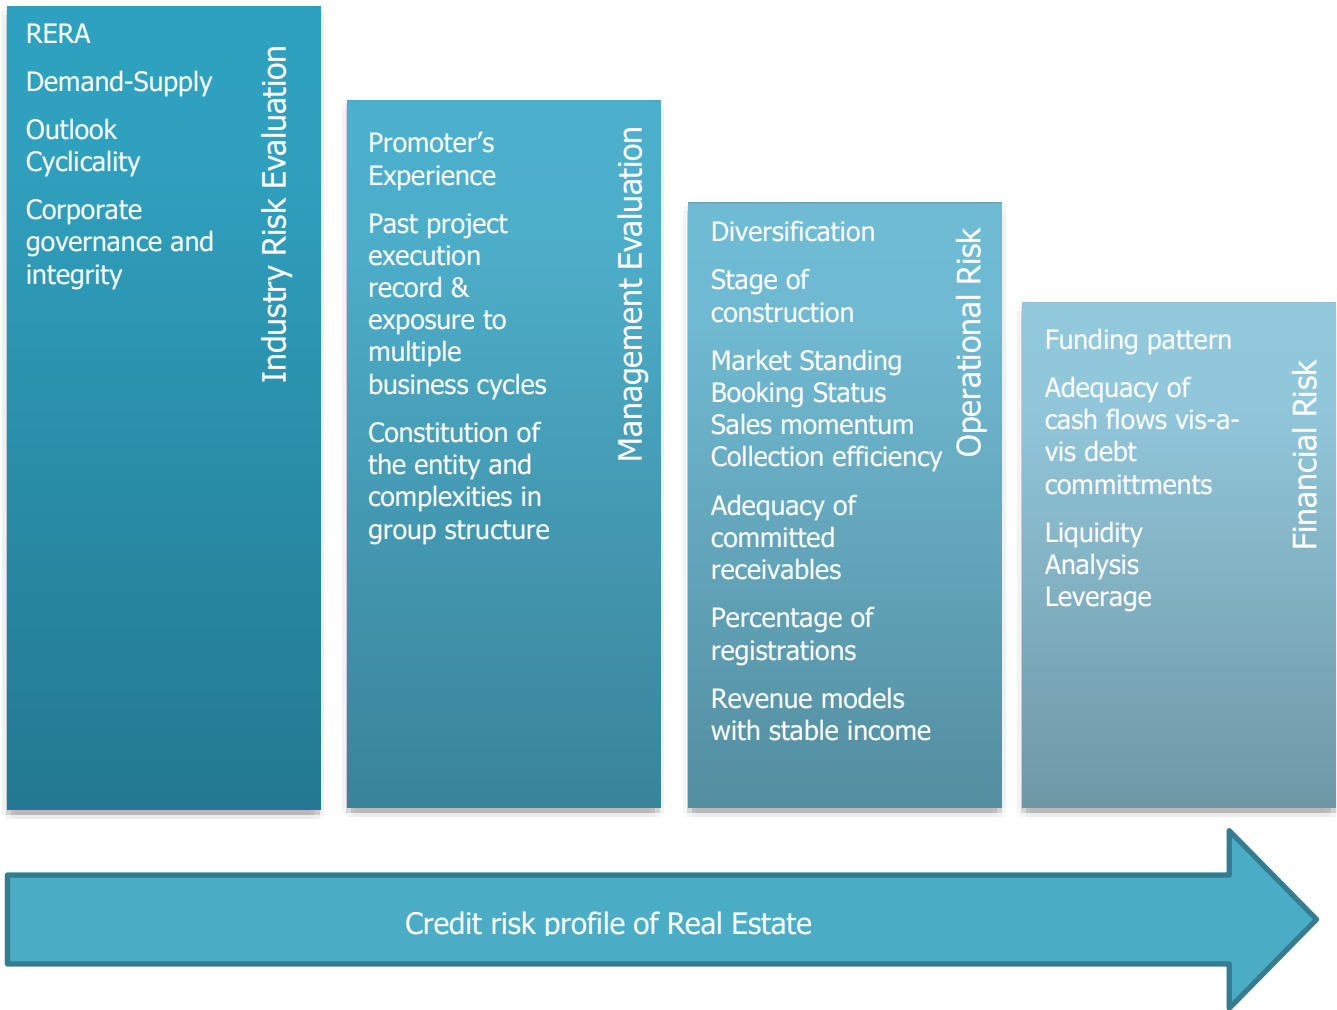 RERA
Demand-Supply
Outlook
Cyclicality
Corporate
governance and
integrity
Industry Risk Evaluation
Promoter’s
Experience
Past project
execution
record &
exposure to
multiple
business cycles
Constitution of
the entity and
complexities in
group structure
Management Evaluation
Diversification
Stage of
construction
Market Standing
Booking Status
Sales momentum
Collection efficiency
Adequacy of
committed
receivables
Percentage of
registrations
Revenue models
with stable income
Operational Risk
Funding pattern
Adequacy of
cash flows vis-a-
vis debt
committments
Liquidity
Analysis
Leverage
Financial Risk
Credit risk profile of Real Estate